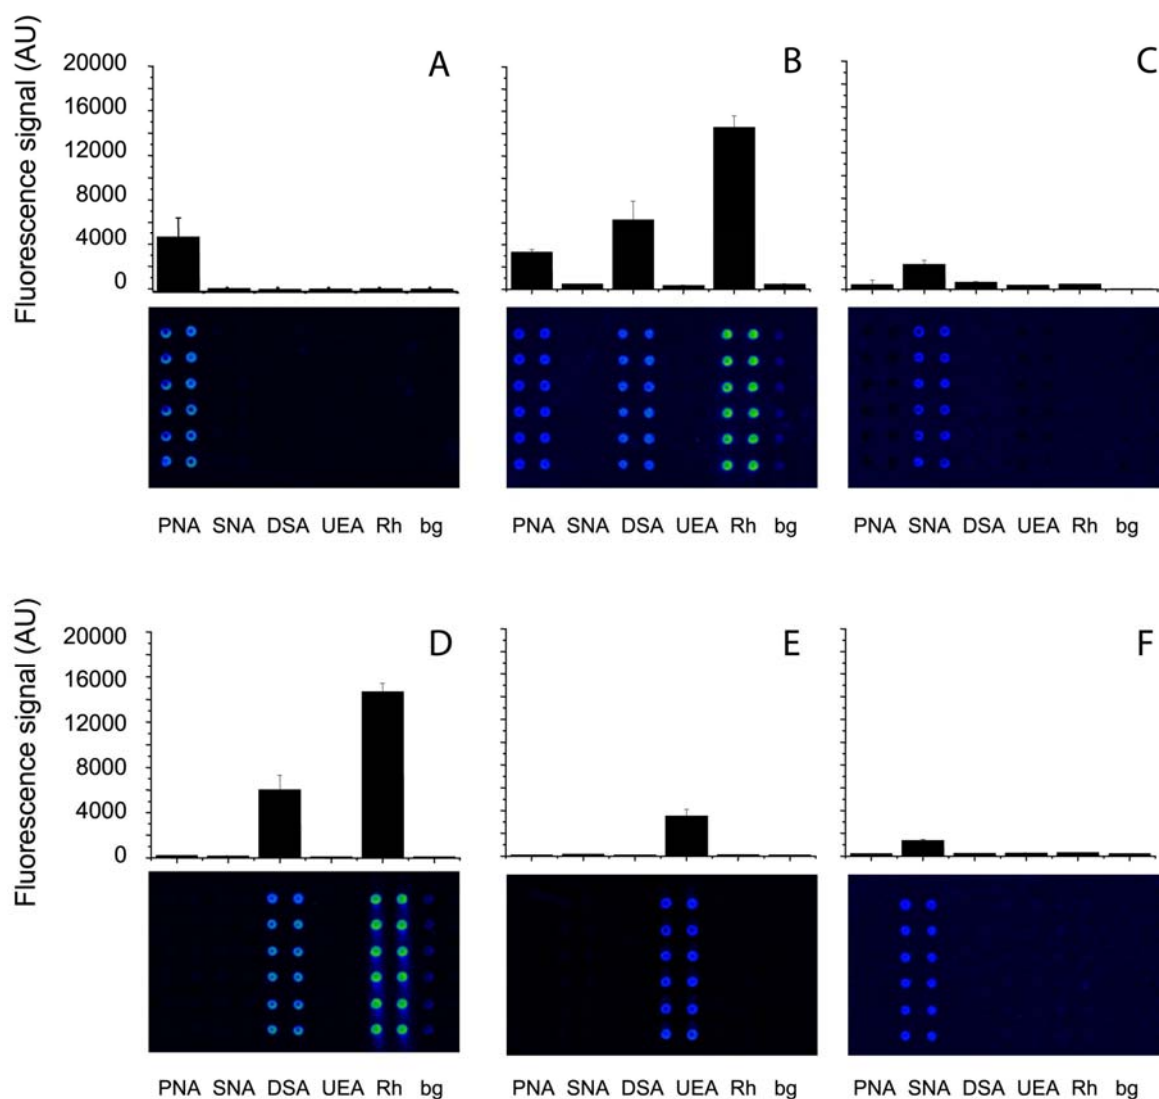 A
B
C
Fluorescence signal (AU)
20000
16000
12000
8000
4000
0
PNA SNA DSA UEA Rh bg
PNA SNA DSA UEA Rh bg
PNA SNA DSA UEA Rh bg
D
E
F
Fluorescence signal (AU)
20000
16000
12000
8000
4000
0
PNA SNA DSA UEA Rh bg
PNA SNA DSA UEA Rh bg
PNA SNA DSA UEA Rh bg